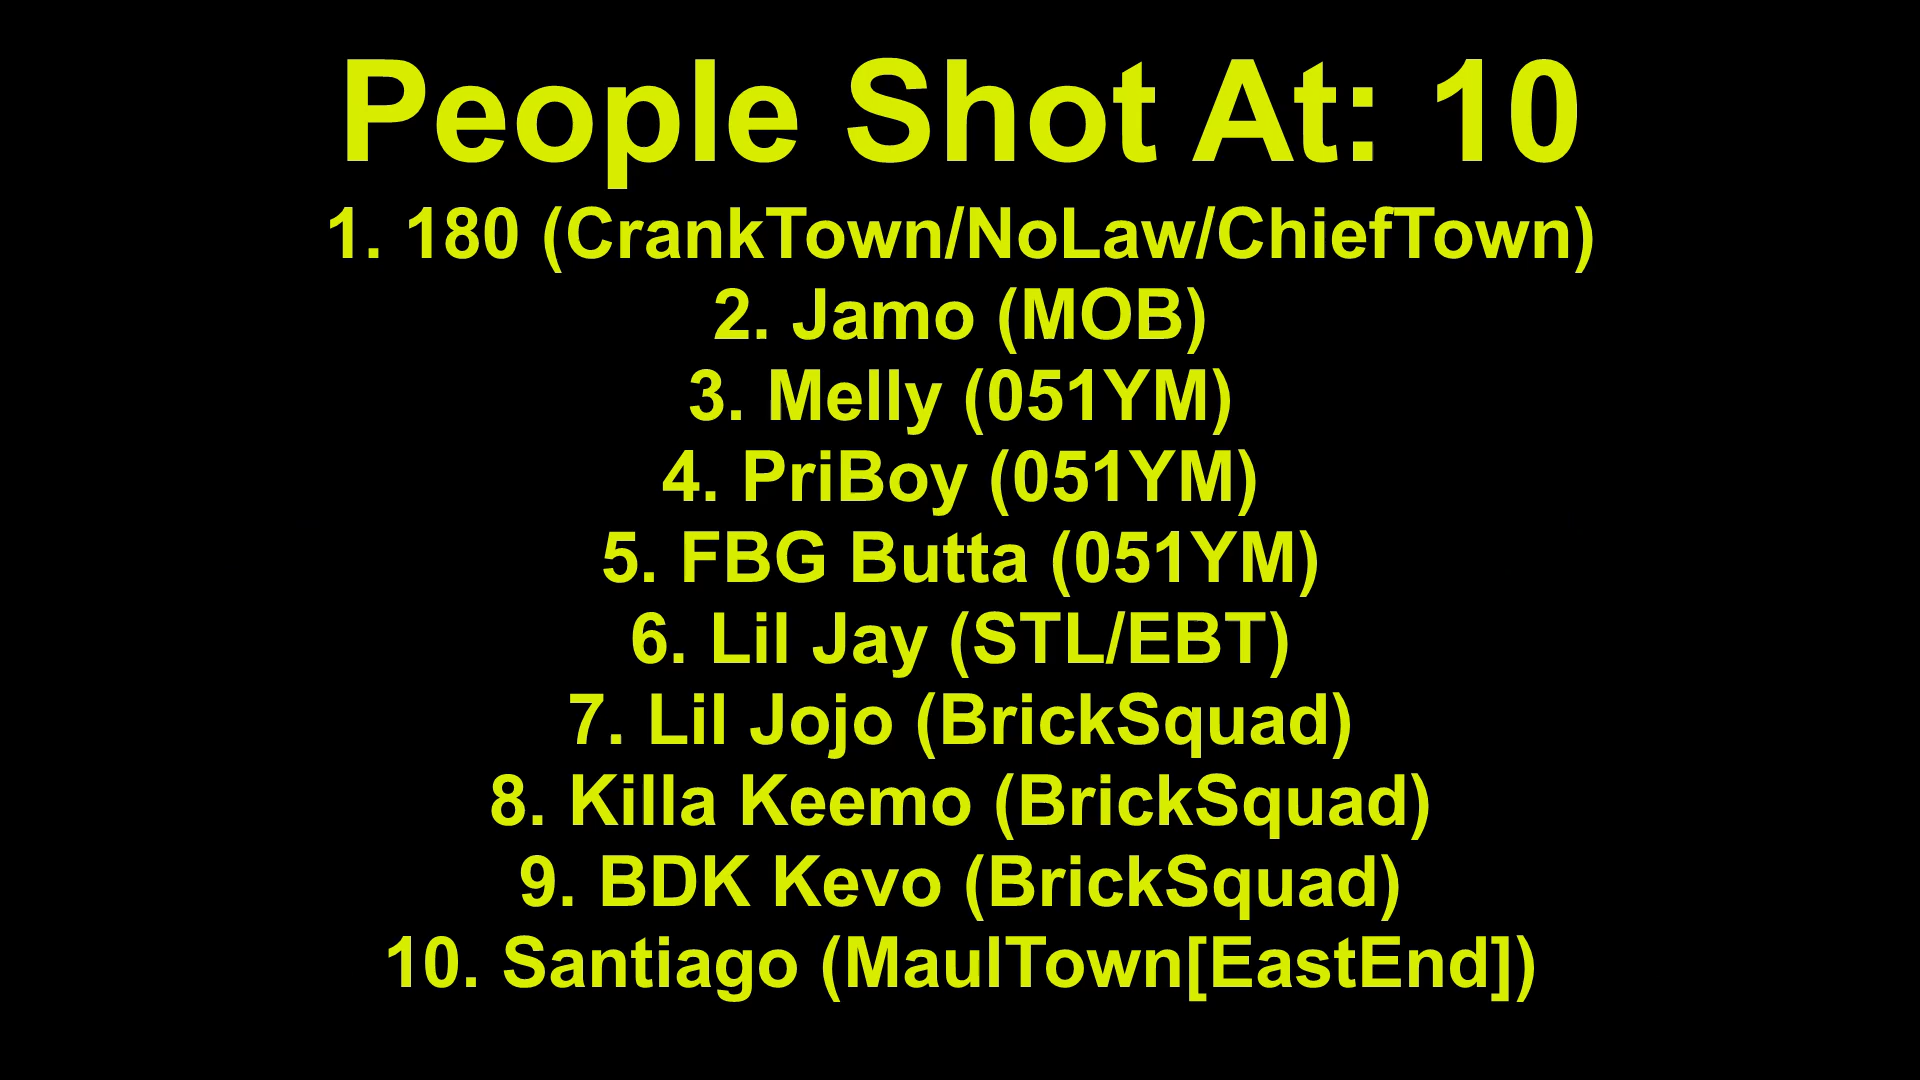 People Shot At: 10
1. 180 (CrankTown/NoLaw/ChiefTown)
2. Jamo (MOB)
3. Melly (051YM)
4. PriBoy (051YM)
5. FBG Butta (051YM)
6. Lil Jay (STL/EBT)
7. Lil Jojo (BrickSquad)
8. Killa Keemo (BrickSquad)
9. BDK Kevo (BrickSquad)
10. Santiago (MaulTown[EastEnd])